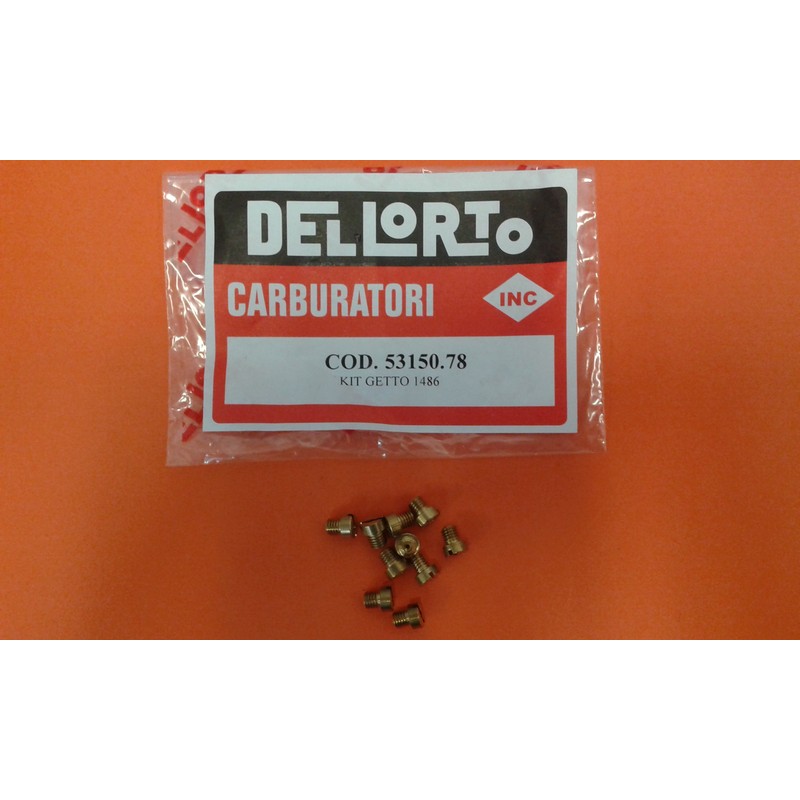 DELLORTO
CARBURATORI
INC
COD. 53150.78
KIT GETTO 1486